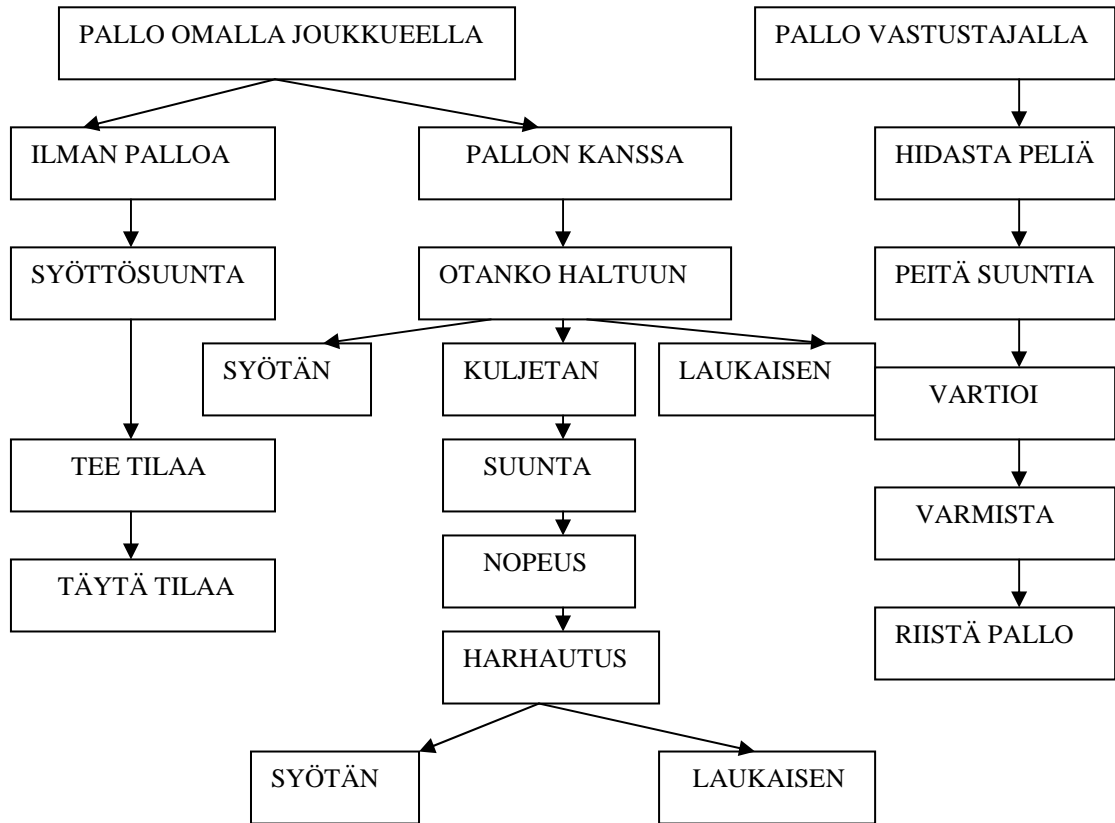 PALLO OMALLA JOUKKUEELLA
PALLO VASTUSTAJALLA
ILMAN PALLOA
PALLON KANSSA
HIDASTA PELIÄ
SYÖTTÖSUUNTA
OTANKO HALTUUN
PEITÄ SUUNTIA
SYÖTÄN
KULJETAN
LAUKAISEN
VARTIOI
TEE TILAA
SUUNTA
VARMISTA
NOPEUS
TÄYTÄ TILAA
RIISTÄ PALLO
HARHAUTUS
SYÖTÄN
LAUKAISEN